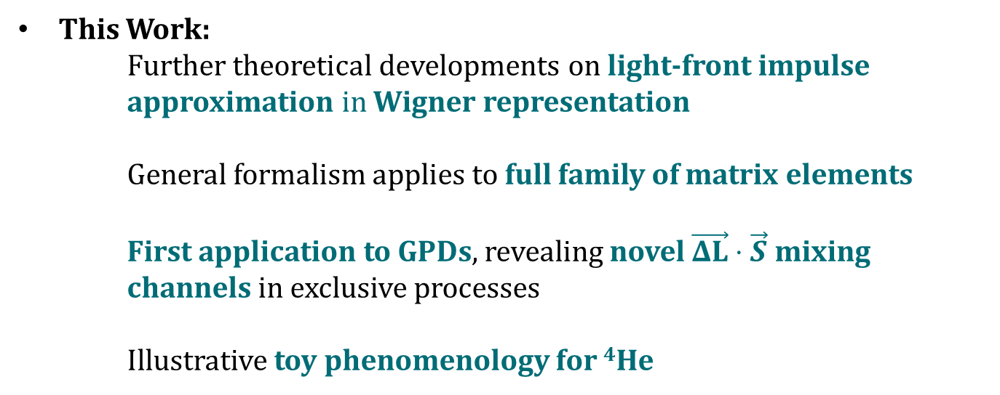 • This Work:
Further theoretical developments on light-front impulse
approximation in Wigner representation
General formalism applies to full family of matrix elements
First application to GPDs, revealing novel $\overrightarrow{\Delta L} \cdot \vec{S}$ mixing
channels in exclusive processes
Illustrative toy phenomenology for ⁴He